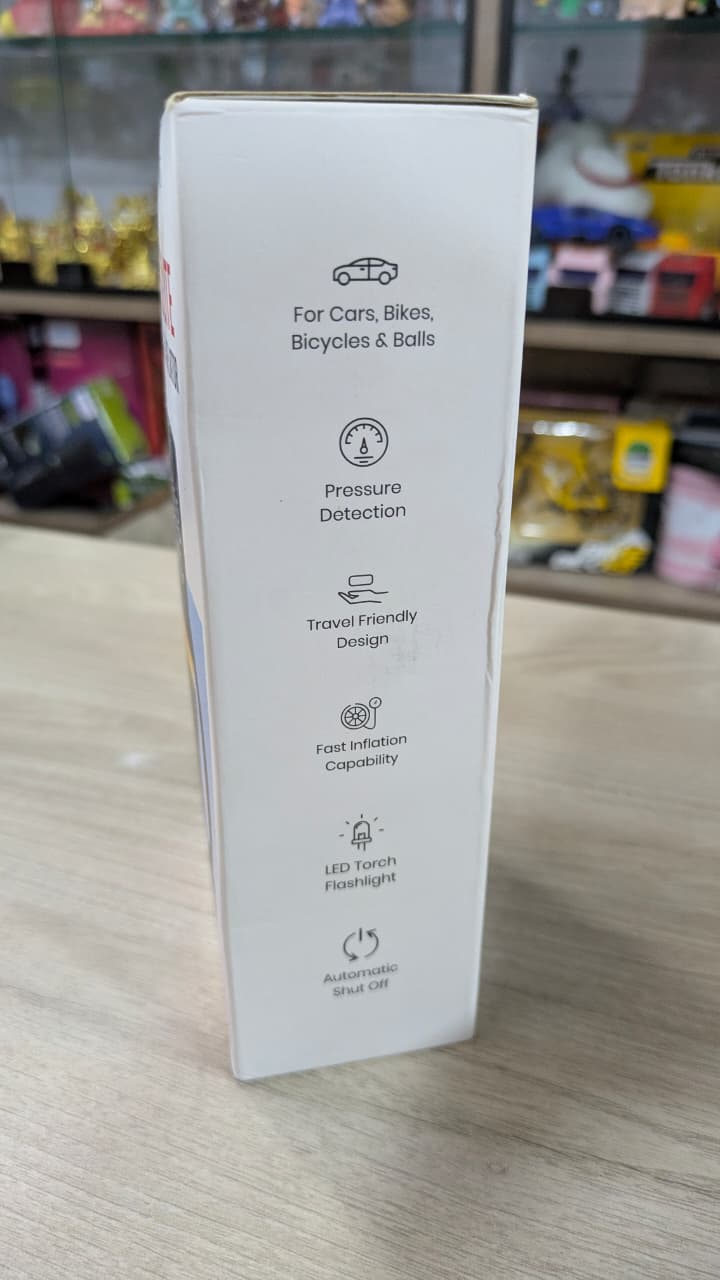 For Cars, Bikes,
Bicycles & Balls
Pressure
Detection
Travel Friendly
Design
Fast Inflation
Capability
LED Torch
Flashlight
Automatic
Shut Off